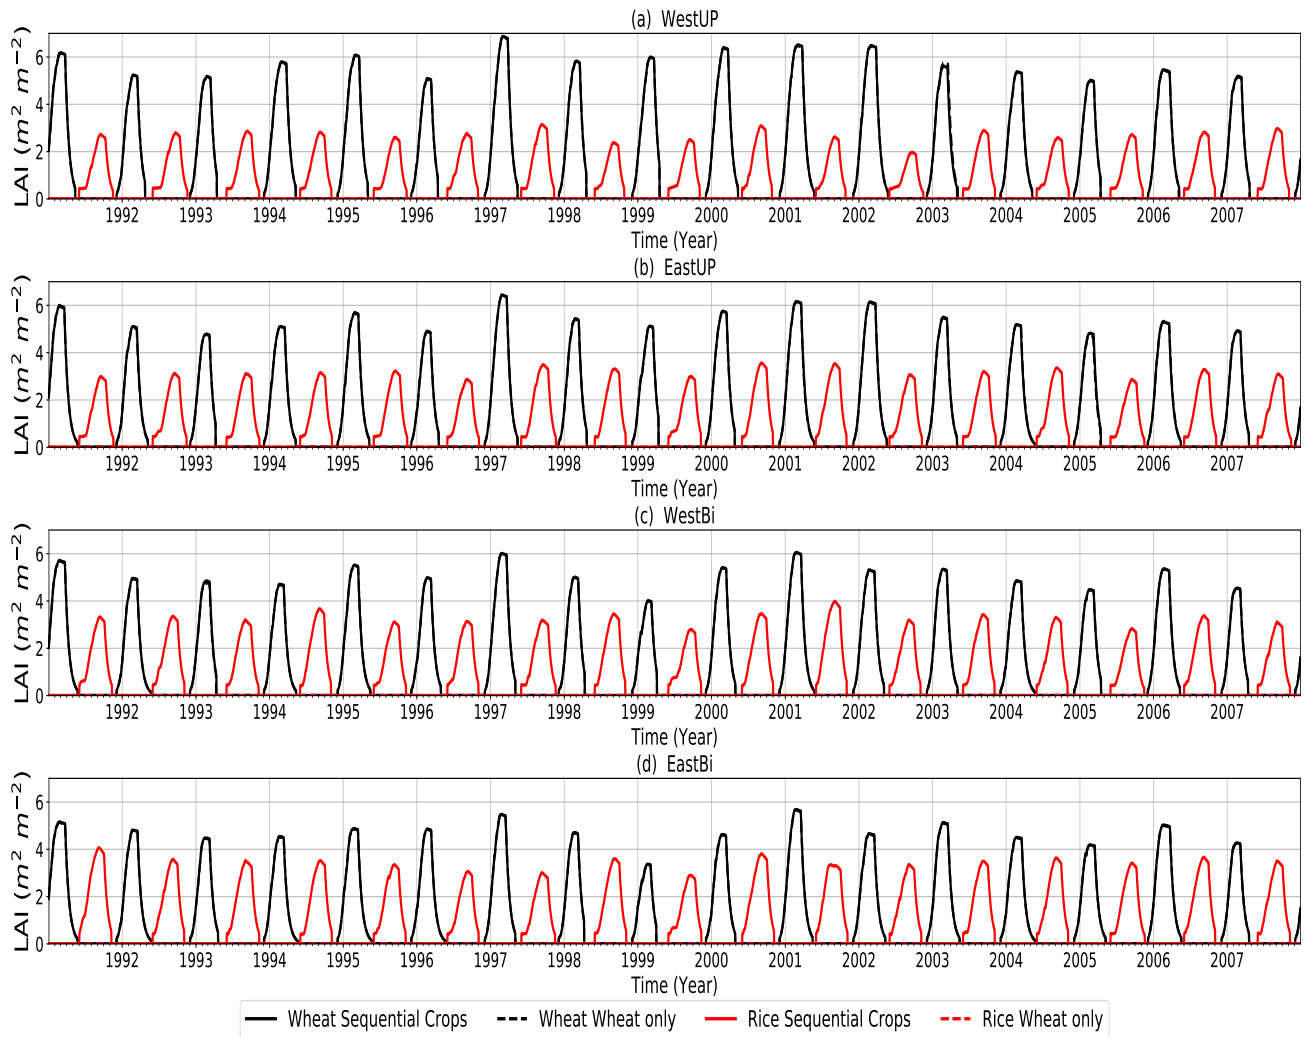 (a) WestUP
LAI (m² m⁻²)
6
4
2
0
1992 1993 1994 1995 1996 1997 1998 1999 2000 2001 2002 2003 2004 2005 2006 2007
Time (Year)
(b) EastUP
LAI (m² m⁻²)
6
4
2
0
1992 1993 1994 1995 1996 1997 1998 1999 2000 2001 2002 2003 2004 2005 2006 2007
Time (Year)
(c) WestBi
LAI (m² m⁻²)
6
4
2
0
1992 1993 1994 1995 1996 1997 1998 1999 2000 2001 2002 2003 2004 2005 2006 2007
Time (Year)
(d) EastBi
LAI (m² m⁻²)
6
4
2
0
1992 1993 1994 1995 1996 1997 1998 1999 2000 2001 2002 2003 2004 2005 2006 2007
Time (Year)
Wheat Sequential Crops Wheat Wheat only Rice Sequential Crops Rice Wheat only